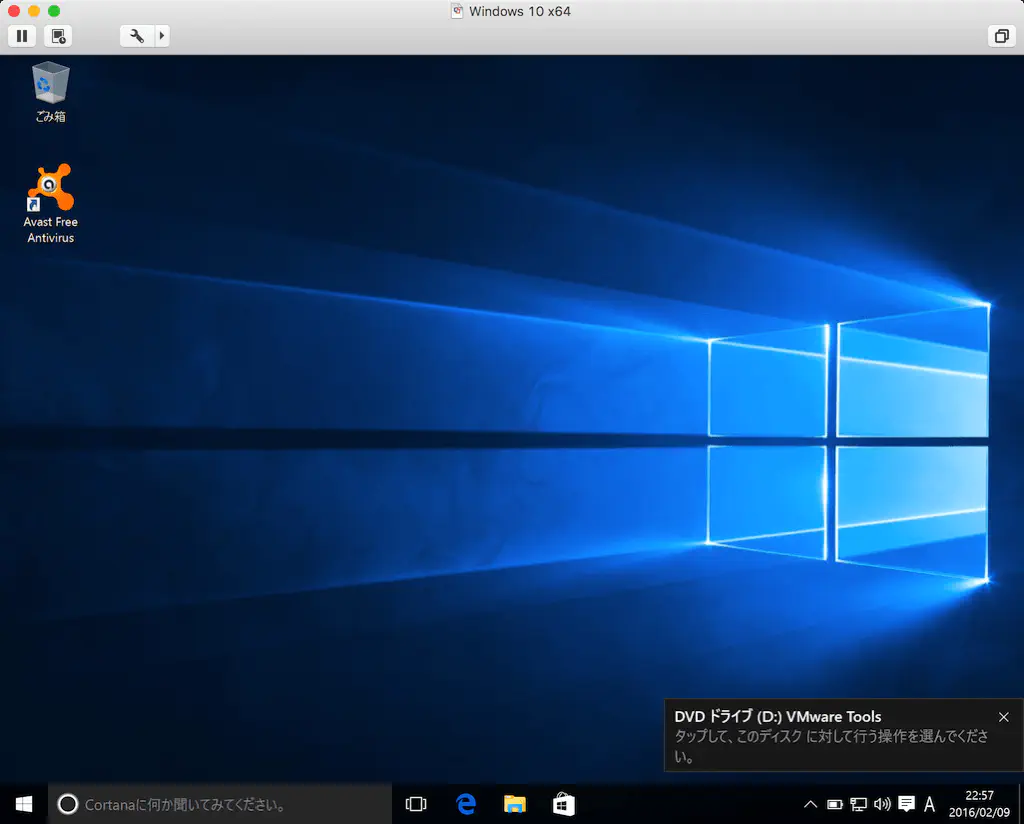 Windows 10 x64
ごみ箱
Avast Free
Antivirus
DVD ドライブ (D:) VMware Tools
タップして、このディスク に対して行う操作を選んでくださ
い。
Cortanaに何か聞いてみてください。
A
22:57
2016/02/09